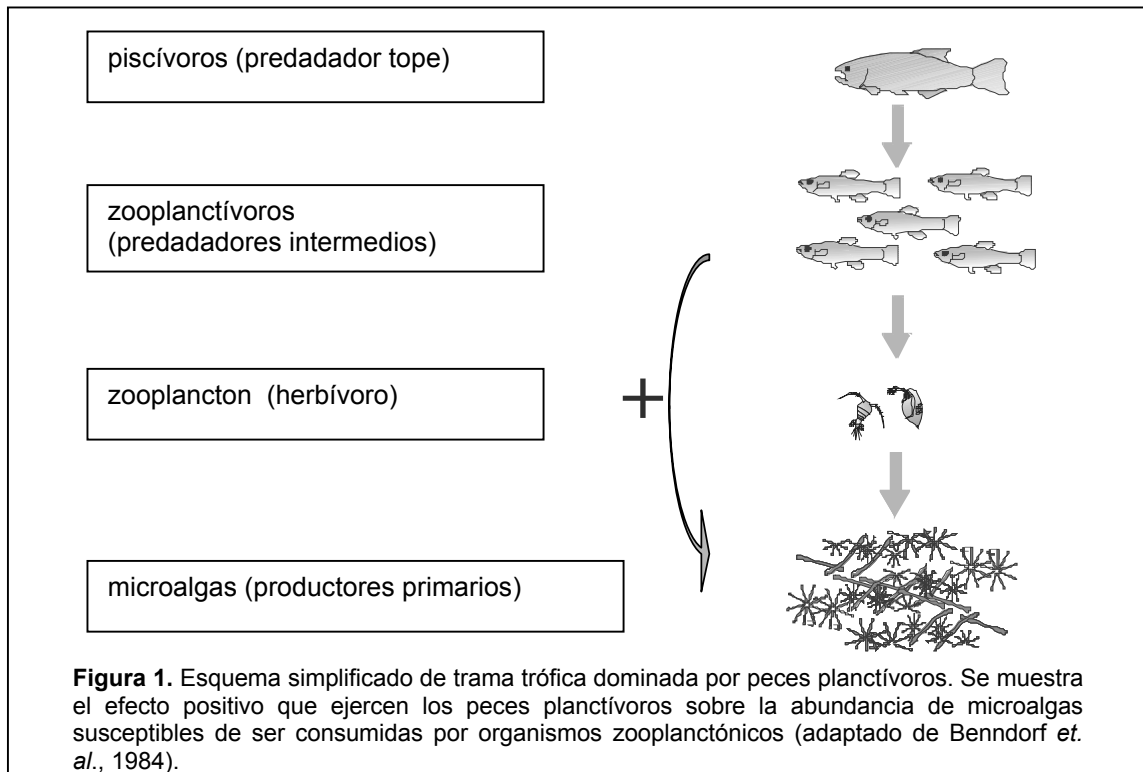 piscívoros (predadador tope)
zooplanctívoros
(predadadores intermedios)
zooplancton  (herbívoro)
+
microalgas (productores primarios)
Figura 1. Esquema simplificado de trama trófica dominada por peces planctívoros. Se muestra
el efecto positivo que ejercen los peces planctívoros sobre la abundancia de microalgas
susceptibles de ser consumidas por organismos zooplanctónicos (adaptado de Benndorf et.
al., 1984).